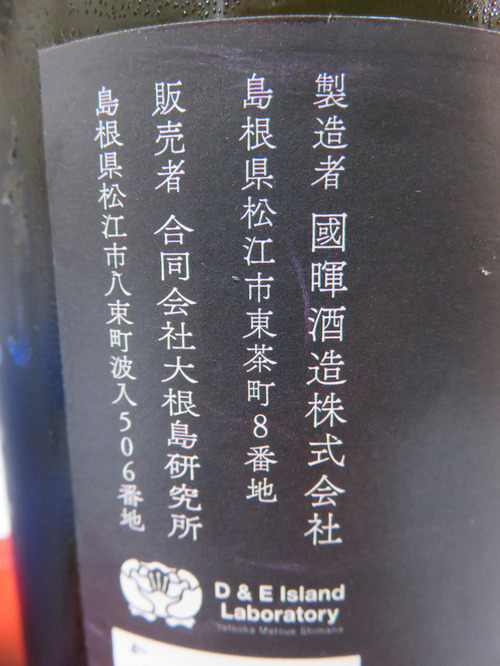 製造者 國暉酒造株式会社
島根県松江市東茶町8番地
販売者 合同会社大根島研究所
島根県松江市八束町波入506番地
D & E Island
Laboratory
Yatsuka Matsue Shimane